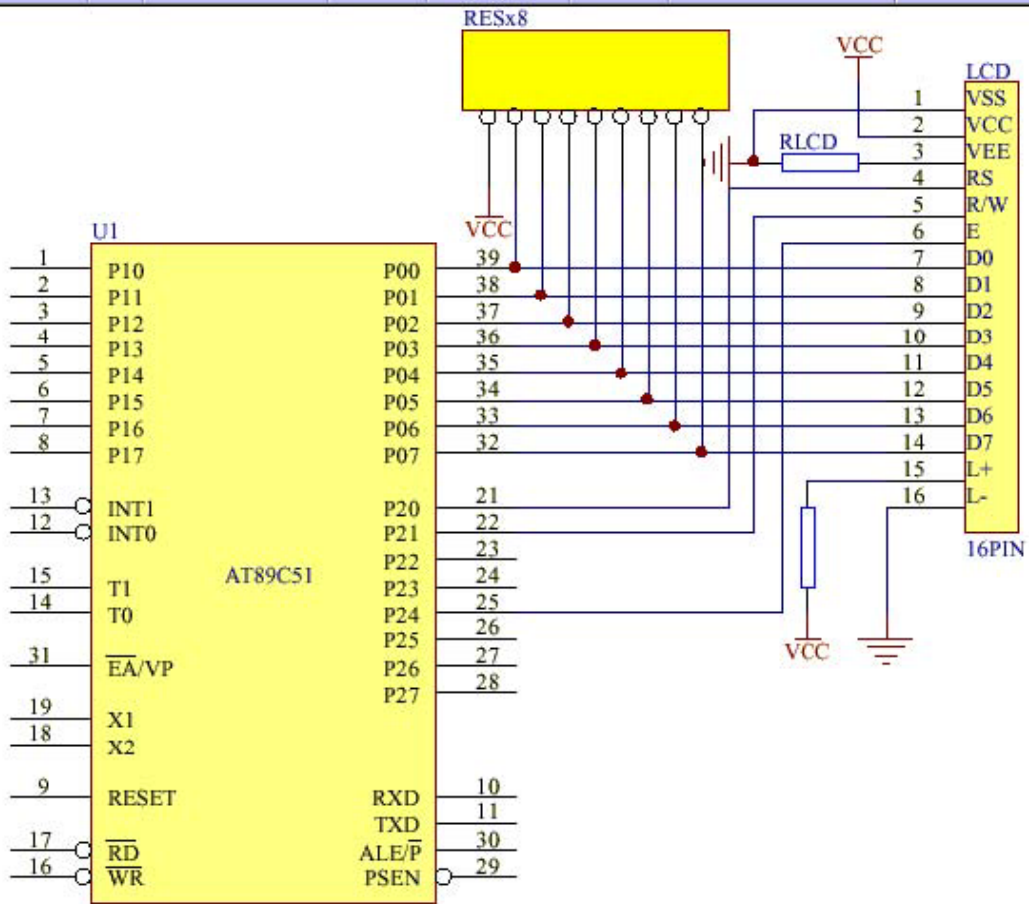 RESx8
VCC
LCD
1 VSS
2 VCC
RLCD 3 VEE
4 RS
5 R/W
VCC
U1
6 E
1 P10 P00 39 7 D0
2 P11 P01 38 8 D1
3 P12 P02 37 9 D2
4 P13 P03 36 10 D3
5 P14 P04 35 11 D4
6 P15 P05 34 12 D5
7 P16 P06 33 13 D6
8 P17 P07 32 14 D7
15 L+
13 INT1 P20 21 16 L-
12 INT0 P21 22
16PIN
P22 23
AT89C51
15 T1 P23 24
14 T0 P24 25
P25 26
VCC
31 EA/VP P26 27
P27 28
19 X1
18 X2
9 RESET RXD 10
TXD 11
17 RD ALE/P 30
16 WR PSEN 29